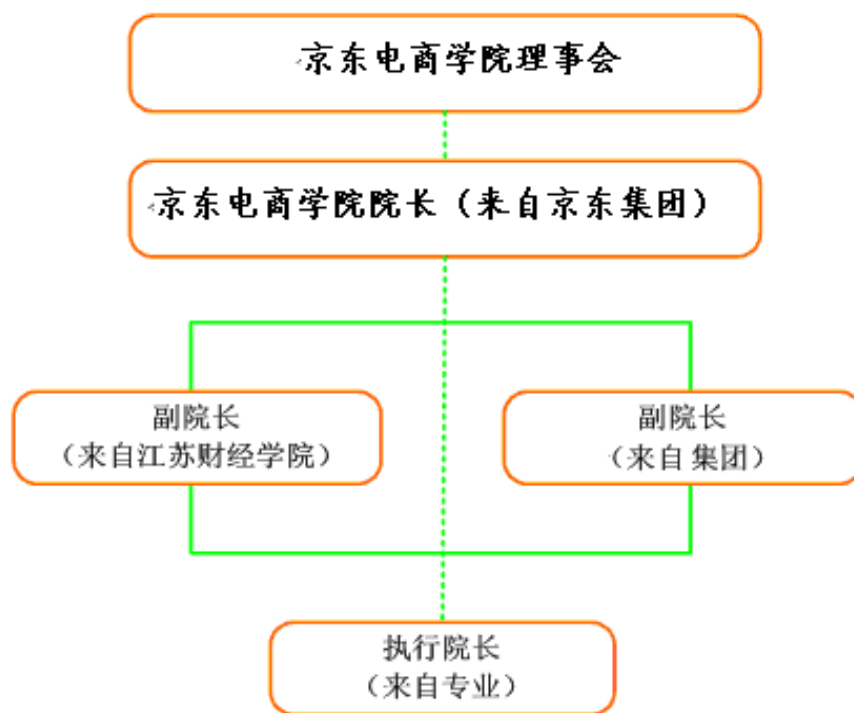 京东电商学院理事会
京东电商学院院长（来自京东集团）
副院长
（来自江苏财经学院）
副院长
（来自 集团）
执行院长
（来自专业）